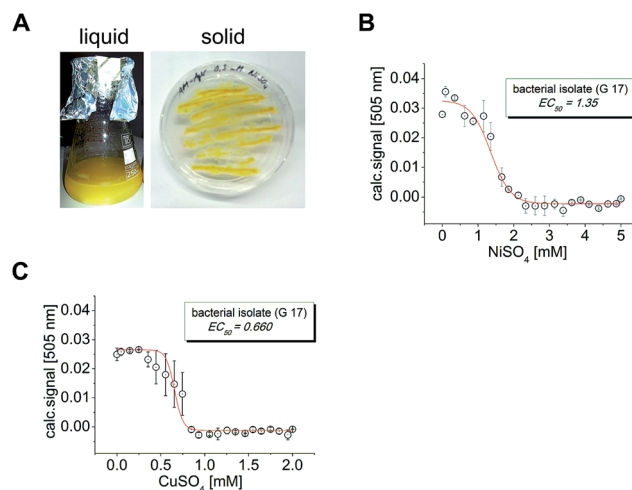 A
liquid
solid
B
0.04
0.03
0.02
0.01
0.00
calc.signal [505 nm]
bacterial isolate (G 17)
EC50 = 1.35
0 1 2 3 4 5
NiSO4 [mM]
C
0.04
0.03
0.02
0.01
0.00
calc.signal [505 nm]
bacterial isolate (G 17)
EC50 = 0.660
0.0 0.5 1.0 1.5 2.0
CuSO4 [mM]